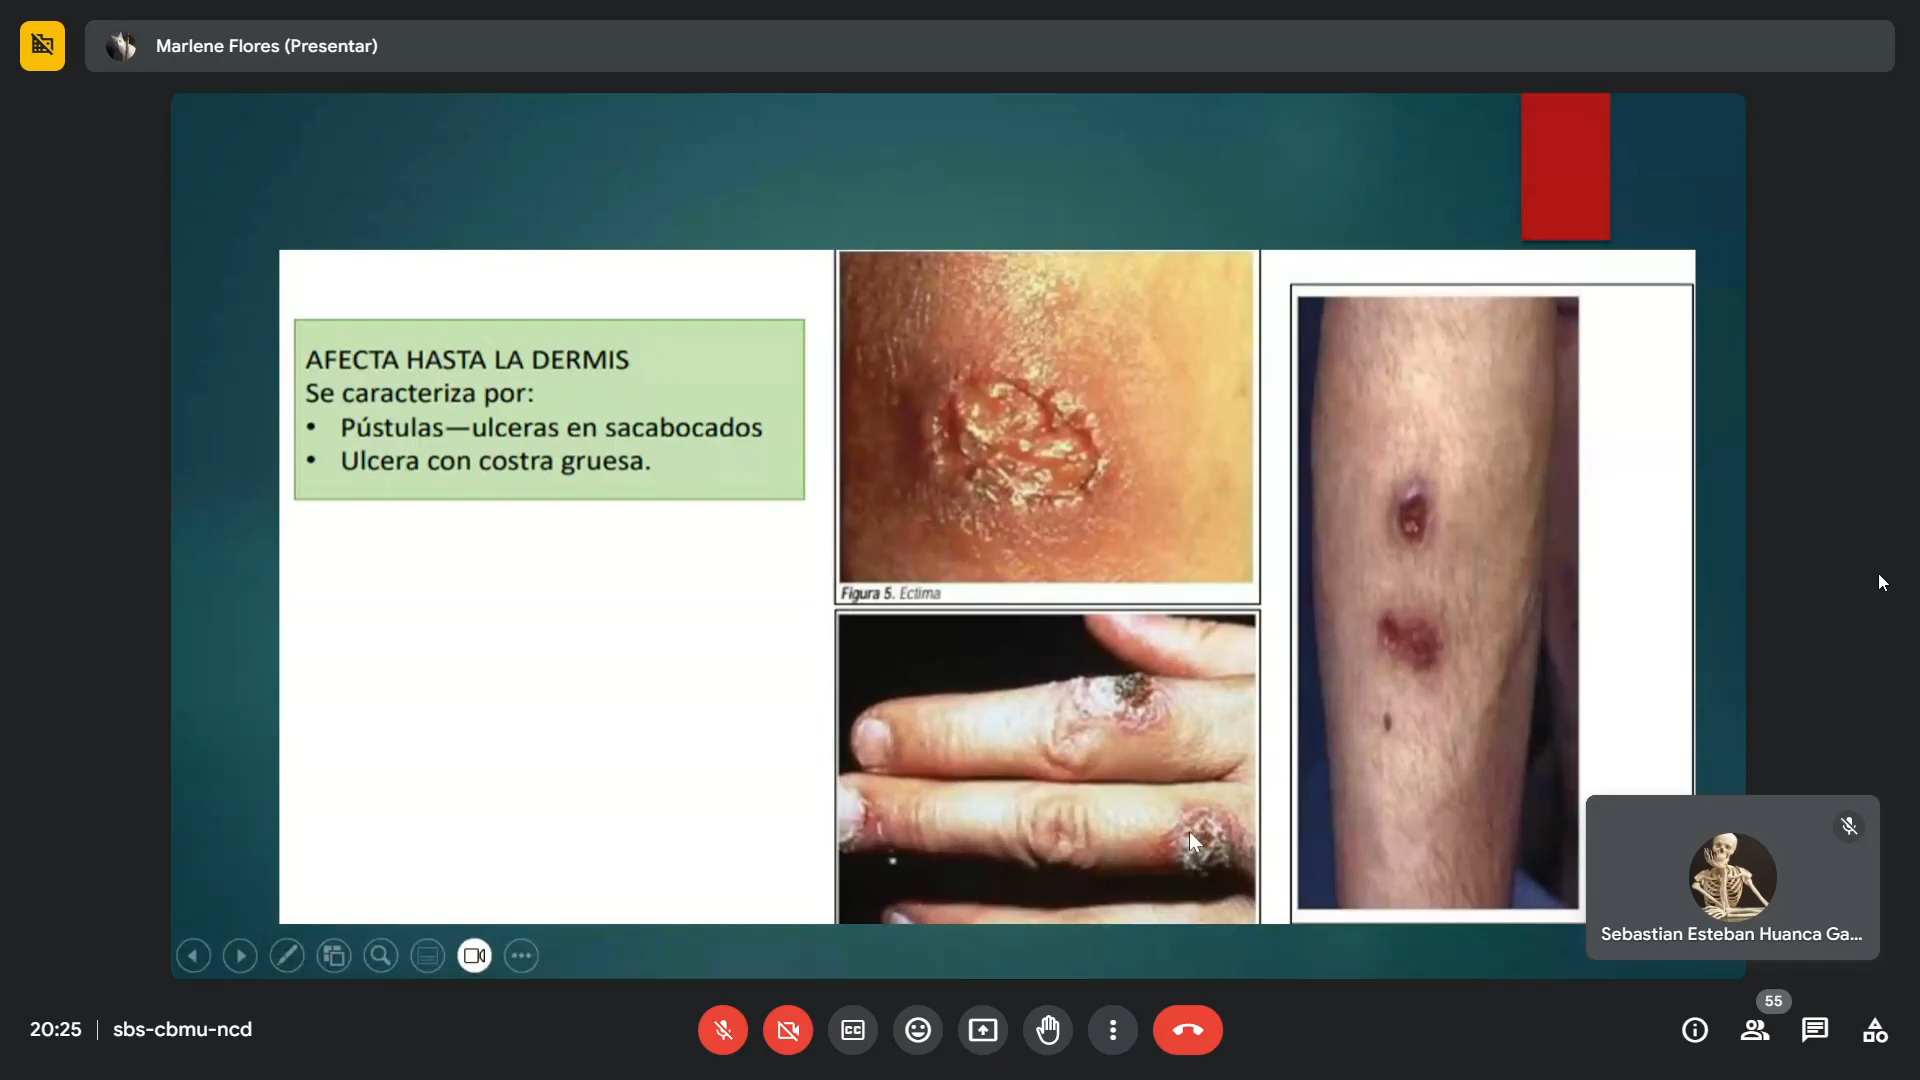 Marlene Flores (Presentar)
AFECTA HASTA LA DERMIS
Se caracteriza por:
• Pústulas—ulceras en sacabocados
• Ulcera con costra gruesa.
Figura 5. Ectima
Sebastian Esteban Huanca Ga...
55
20:25 | sbs-cbmu-ncd
CC